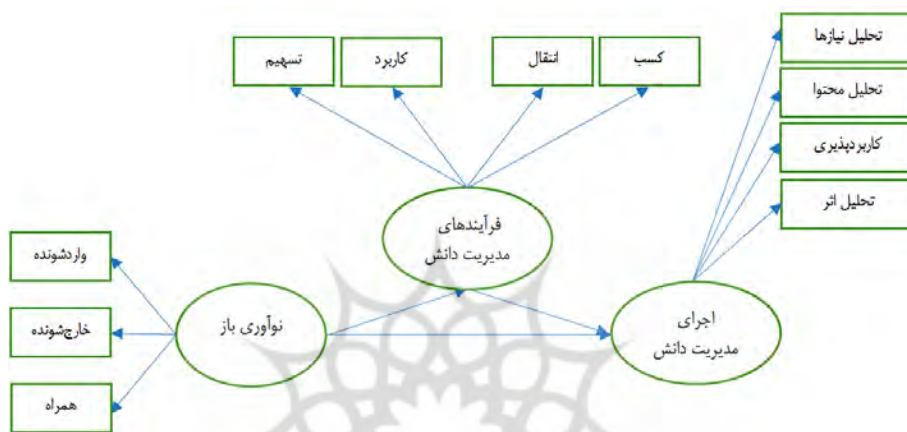 تحلیل نیازها
تحلیل محتوا
کاربردپذیری
تحلیل اثر
کسب
انتقال
کاربرد
تسهیم
فرآیندهای
مدیریت دانش
اجرای
مدیریت دانش
نوآوری باز
واردشونده
خارج‌شونده
همراه